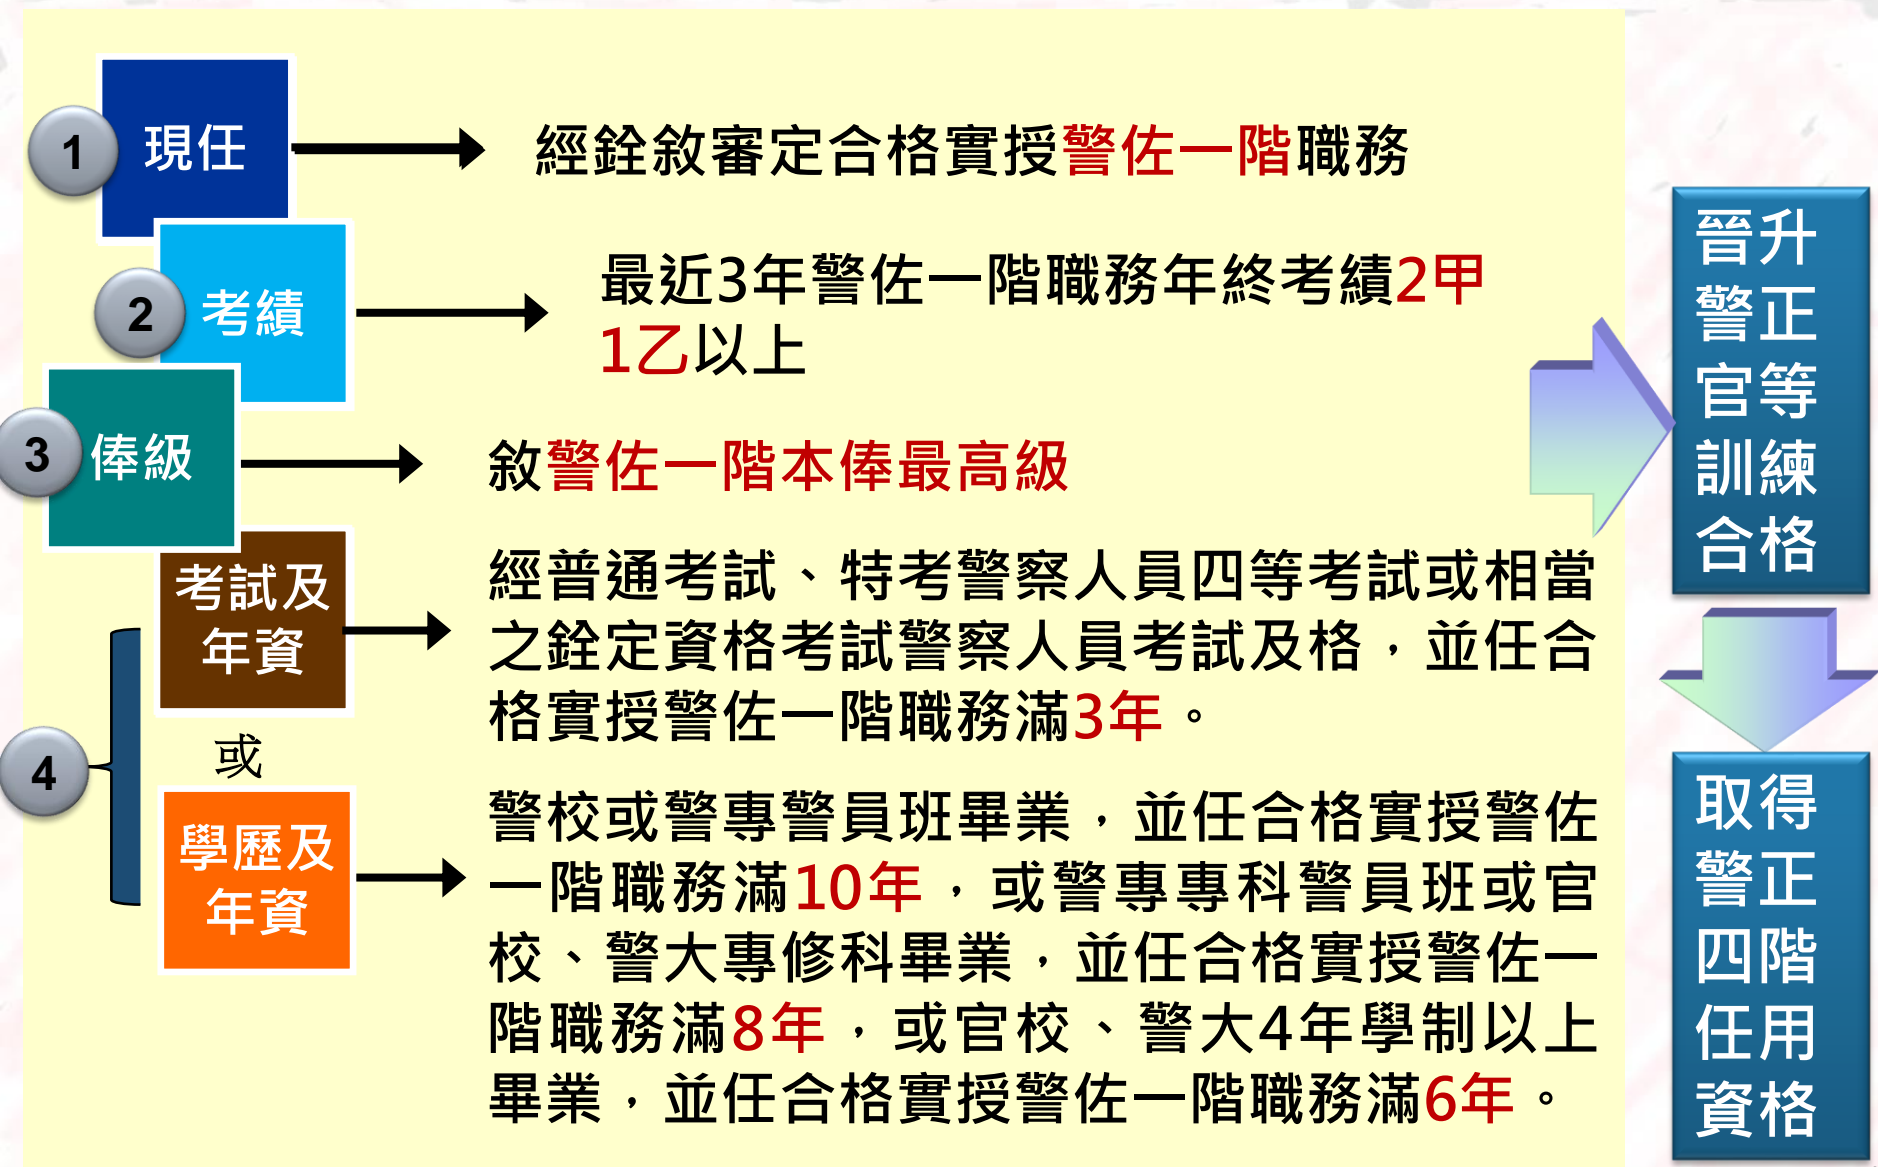 1
現任
經銓敘審定合格實授警佐一階職務
2
考績
最近3年警佐一階職務年終考績2甲
1乙以上
3
俸級
敘警佐一階本俸最高級
4
考試及
年資
經普通考試、特考警察人員四等考試或相當
之銓定資格考試警察人員考試及格，並任合
格實授警佐一階職務滿3年。
或
學歷及
年資
警校或警專警員班畢業，並任合格實授警佐
一階職務滿10年，或警專專科警員班或官
校、警大專修科畢業，並任合格實授警佐一
階職務滿8年，或官校、警大4年學制以上
畢業，並任合格實授警佐一階職務滿6年。
晉升
警正
官等
訓練
合格
取得
警正
四階
任用
資格